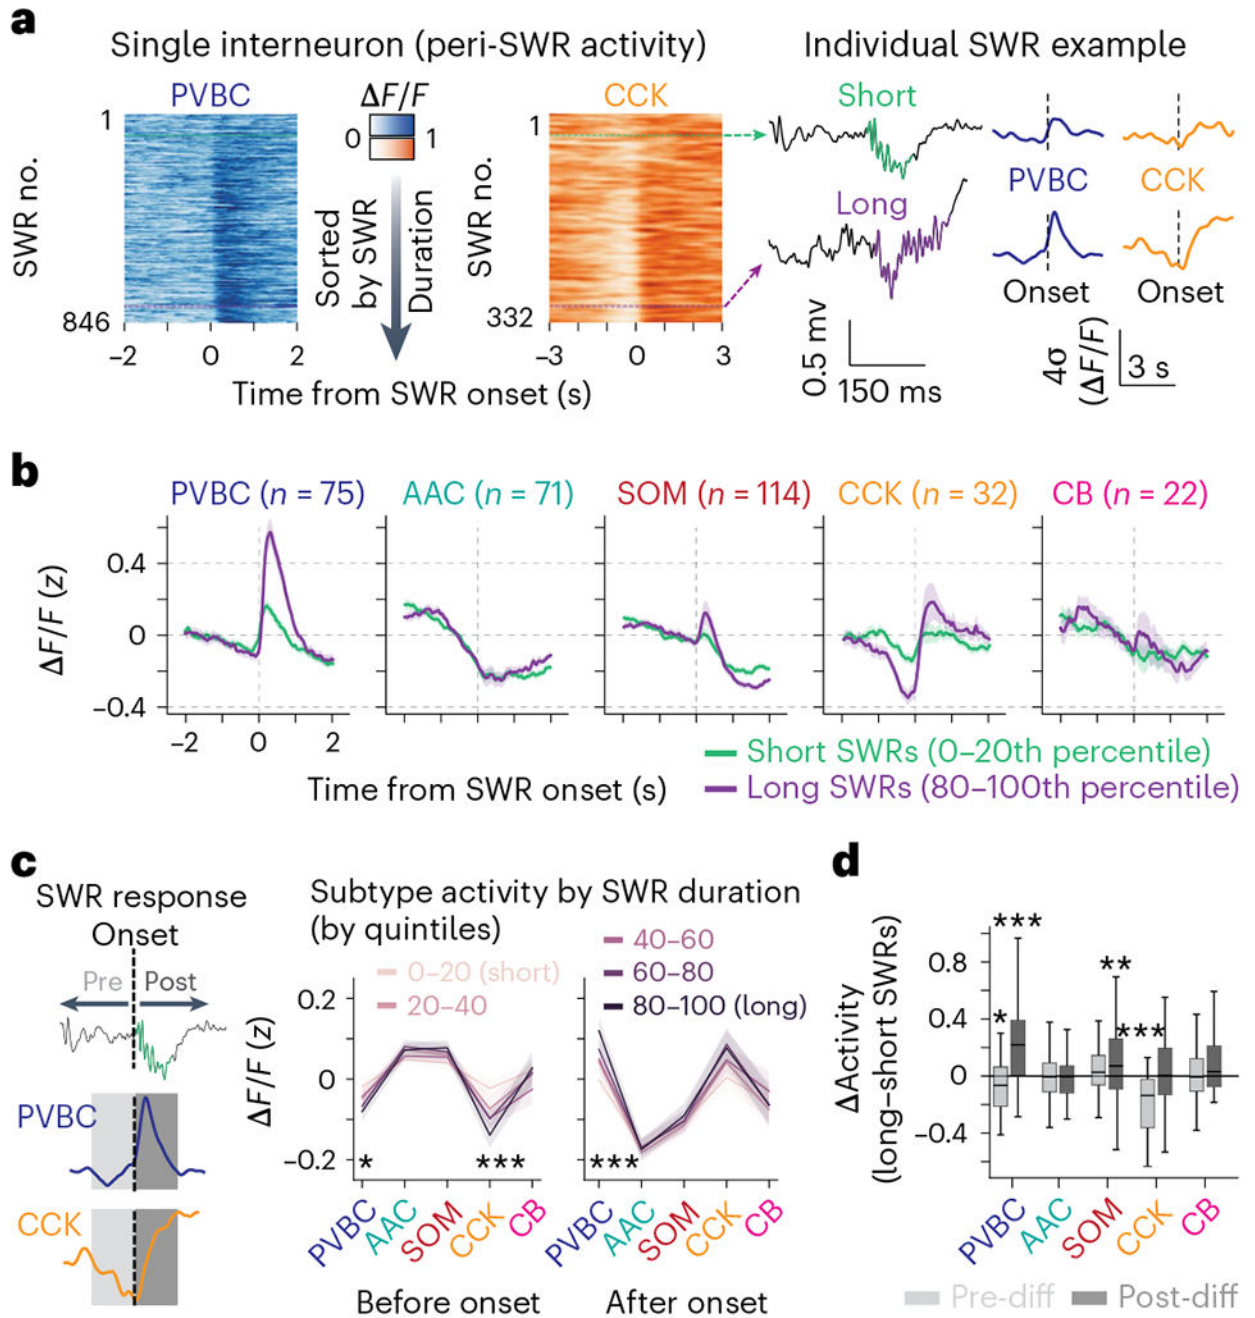 a
Single interneuron (peri-SWR activity)
Individual SWR example
PVBC
ΔF/F
0
1
CCK
Short
1
SWR no.
846
Sorted
by SWR
Duration
1
SWR no.
332
Long
PVBC
CCK
Onset
Onset
−2
0
2
−3
0
3
Time from SWR onset (s)
0.5 mv
150 ms
4σ
(ΔF/F)
3 s
b
PVBC (n = 75)
AAC (n = 71)
SOM (n = 114)
CCK (n = 32)
CB (n = 22)
ΔF/F (z)
0.4
0
−0.4
−2
0
2
Time from SWR onset (s)
Short SWRs (0–20th percentile)
Long SWRs (80–100th percentile)
c
SWR response
Onset
Pre
Post
PVBC
CCK
Subtype activity by SWR duration
(by quintiles)
0–20 (short)
20–40
40–60
60–80
80–100 (long)
ΔF/F (z)
0.2
0
−0.2
*
***
***
PVBC
AAC
SOM
CCK
CB
PVBC
AAC
SOM
CCK
CB
Before onset
After onset
d
ΔActivity
(long–short SWRs)
0.8
0.4
0
−0.4
***
*
**
***
PVBC
AAC
SOM
CCK
CB
Pre-diff
Post-diff